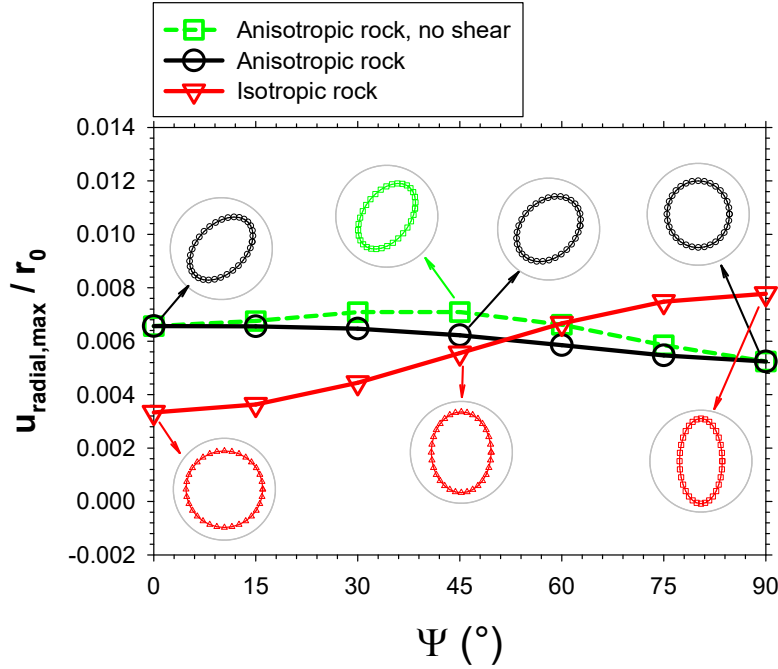 Anisotropic rock, no shear
Anisotropic rock
Isotropic rock
u_radial,max / r_0
0.014
0.012
0.010
0.008
0.006
0.004
0.002
0.000
-0.002
0 15 30 45 60 75 90
Ψ (°)